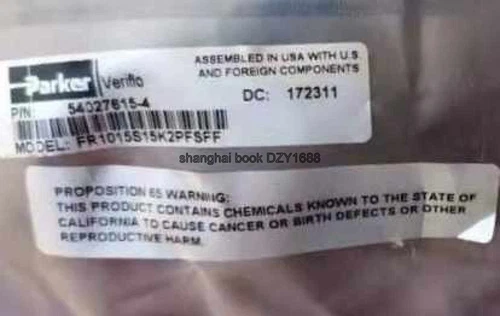 Parker Veriflo
ASSEMBLED IN USA WITH U.S.
AND FOREIGN COMPONENTS
P/N: 54027615-4
DC: 172311
MODEL: FR1015S15K2PFSFF
shanghai book DZY1688
PROPOSITION 65 WARNING:
THIS PRODUCT CONTAINS CHEMICALS KNOWN TO THE STATE OF
CALIFORNIA TO CAUSE CANCER OR BIRTH DEFECTS OR OTHER
REPRODUCTIVE HARM.